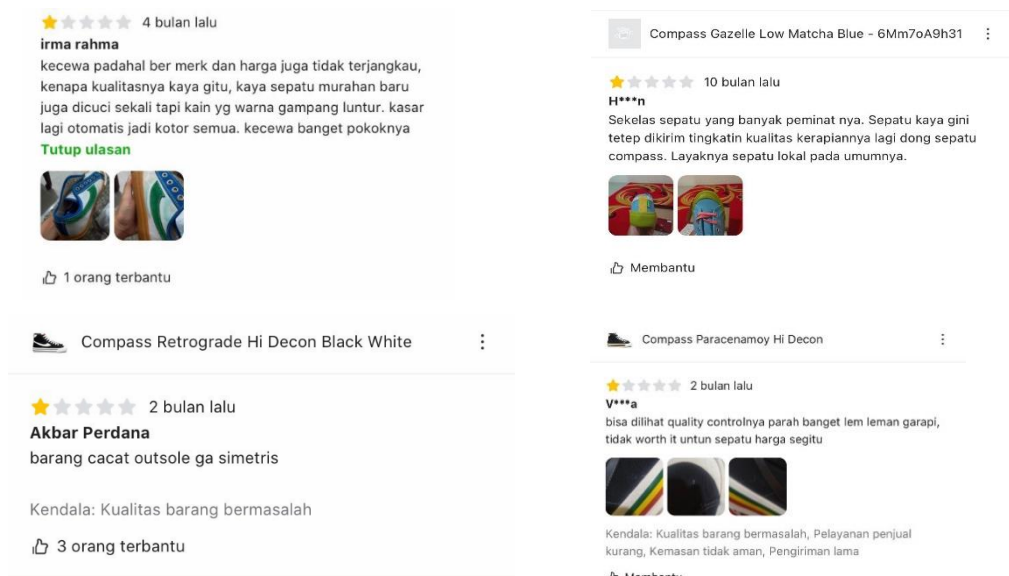 4 bulan lalu
irma rahma
kecewa padahal ber merk dan harga juga tidak terjangkau,
kenapa kualitasnya kaya gitu, kaya sepatu murahan baru
juga dicuci sekali tapi kain yg warna gampang luntur. kasar
lagi otomatis jadi kotor semua. kecewa banget pokoknya
Tutup ulasan
1 orang terbantu
Compass Gazelle Low Matcha Blue - 6Mm7oA9h31
10 bulan lalu
H***n
Sekelas sepatu yang banyak peminat nya. Sepatu kaya gini
tetep dikirim tingkatin kualitas kerapiannya lagi dong sepatu
compass. Layaknya sepatu lokal pada umumnya.
Membantu
Compass Retrograde Hi Decon Black White
2 bulan lalu
Akbar Perdana
barang cacat outsole ga simetris
Kendala: Kualitas barang bermasalah
3 orang terbantu
Compass Paracenamoy Hi Decon
2 bulan lalu
V***a
bisa dilihat quality controlnya parah banget lem leman garapi,
tidak worth it untun sepatu harga segitu
Kendala: Kualitas barang bermasalah, Pelayanan penjual
kurang, Kemasan tidak aman, Pengiriman lama
Membantu